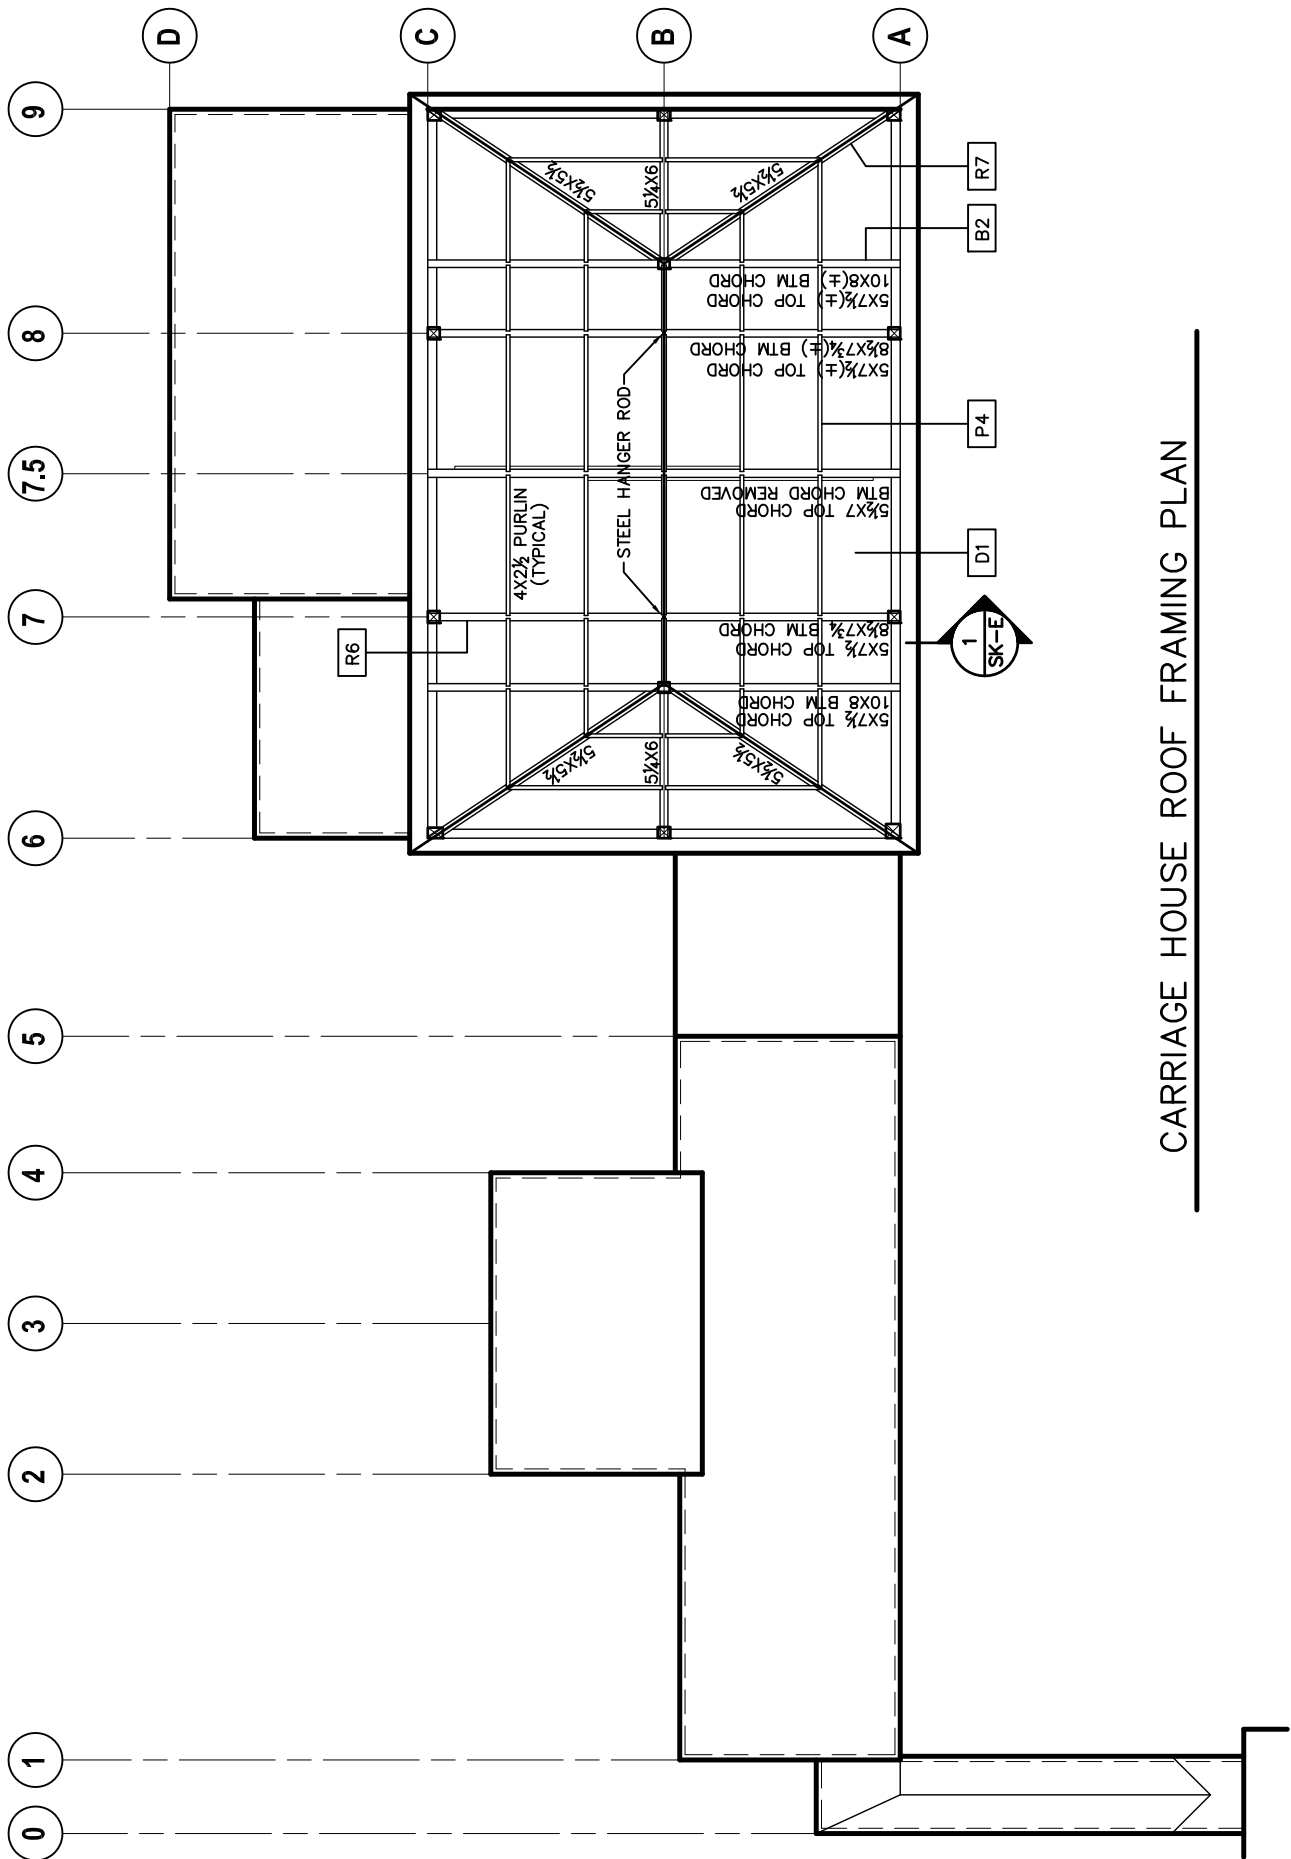 0
1
2
3
4
5
6
7
7.5
8
9
D
C
B
A
R6
4X2½ PURLIN
(TYPICAL)
STEEL HANGER ROD
5½X5½
5¼X6
5½X5½
5½X5½
5¼X6
5½X5½
5X7½ TOP CHORD
10X8 BTM CHORD
5X7½ TOP CHORD
8½X7¾ BTM CHORD
5½X7 TOP CHORD
BTM CHORD REMOVED
5X7½(±) TOP CHORD
8½X7¾(±) BTM CHORD
5X7½(±) TOP CHORD
10X8(±) BTM CHORD
1
SK-E
D1
P4
B2
R7
CARRIAGE HOUSE ROOF FRAMING PLAN